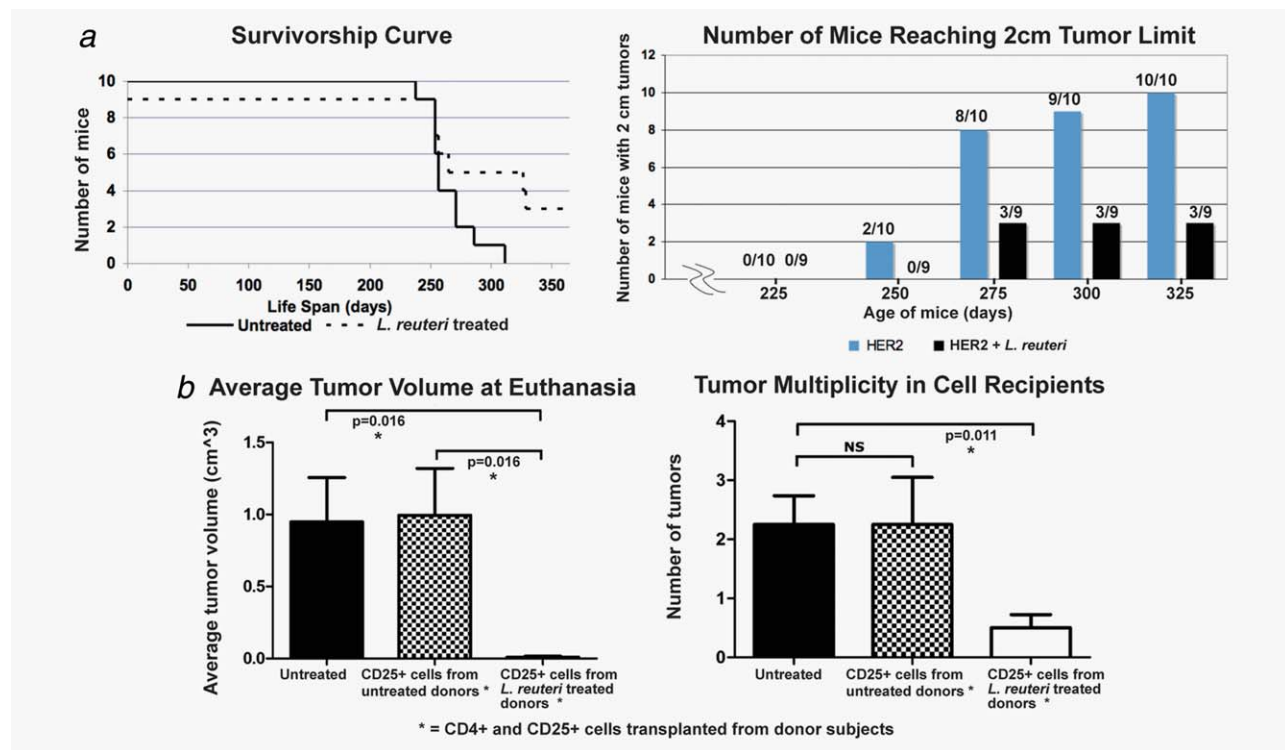 a
Survivorship Curve
Number of mice
10
8
6
4
2
0
0 50 100 150 200 250 300 350
Life Span (days)
Untreated L. reuteri treated
Number of Mice Reaching 2cm Tumor Limit
Number of mice with 2 cm tumors
12
10
8
6
4
2
0
0/10 0/9
2/10 0/9
8/10 3/9
9/10 3/9
10/10 3/9
225 250 275 300 325
Age of mice (days)
HER2 HER2 + L. reuteri
b Average Tumor Volume at Euthanasia
Average tumor volume (cm^3)
1.5
1.0
0.5
0.0
p=0.016
*
p=0.016
*
Untreated
CD25+ cells from
untreated donors *
CD25+ cells from
L. reuteri treated
donors *
Tumor Multiplicity in Cell Recipients
Number of tumors
4
3
2
1
0
NS
p=0.011
*
Untreated
CD25+ cells from
untreated donors *
CD25+ cells from
L. reuteri treated
donors *
* = CD4+ and CD25+ cells transplanted from donor subjects